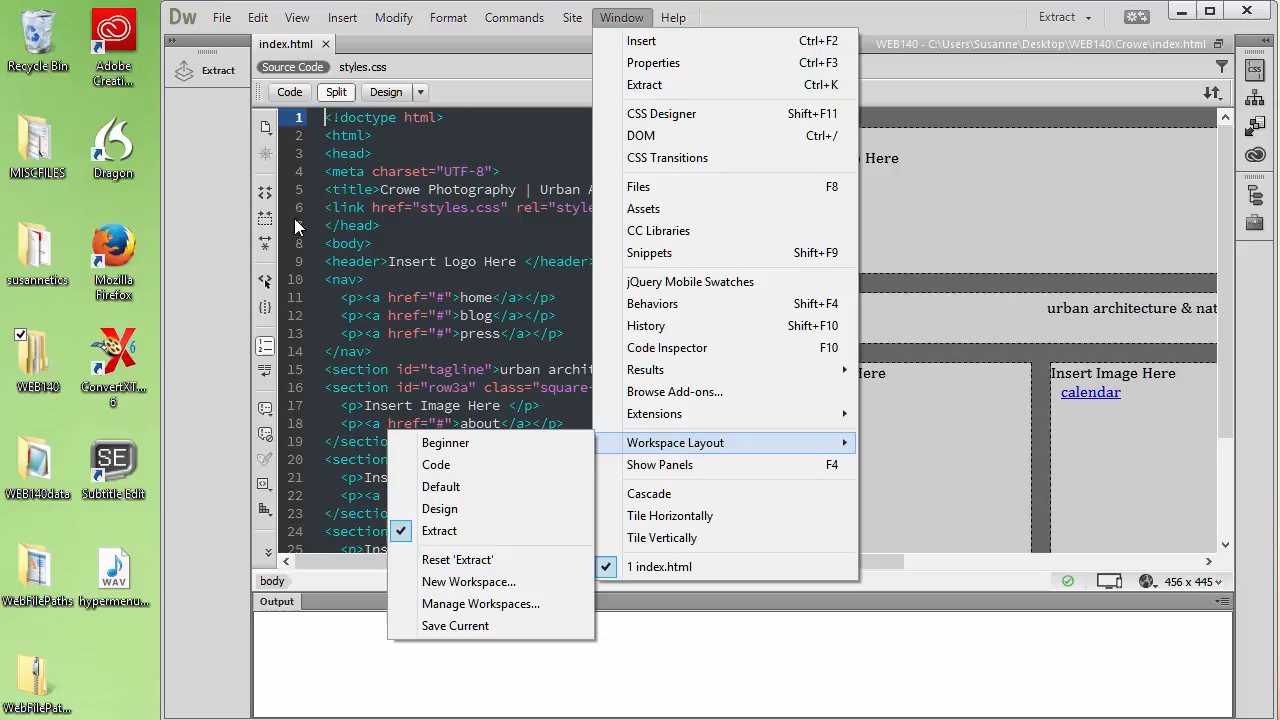 Recycle Bin
Adobe Creati...
MISCFILES
Dragon
susannetics
Mozilla Firefox
WEB140
ConvertXT... 6
WEB140data
Subtitle Edit
WebFilePaths
hypermenu...
WebFilePat...
Dw
File
Edit
View
Insert
Modify
Format
Commands
Site
Window
Help
Extract
index.html
WEB140 - C:\Users\Susanne\Desktop\WEB140\Crowe\index.html
Extract
Source Code
styles.css
Code
Split
Design
1 <!doctype html>
2 <html>
3 <head>
4 <meta charset="UTF-8">
5 <title>Crowe Photography | Urban A
6 <link href="styles.css" rel="style
</head>
8 <body>
9 <header>Insert Logo Here </header>
10 <nav>
11 <p><a href="#">home</a></p>
12 <p><a href="#">blog</a></p>
13 <p><a href="#">press</a></p>
14 </nav>
15 <section id="tagline">urban archit
16 <section id="row3a" class="square-
17 <p>Insert Image Here </p>
18 <p><a href="#">about</a></p>
19 </secti
20 <section
21 <p>Ins
22 <p><a
23 </secti
24 <section
25 <p>Ins
Insert Ctrl+F2
Properties Ctrl+F3
Extract Ctrl+K
CSS Designer Shift+F11
DOM Ctrl+/
CSS Transitions
Files F8
Assets
CC Libraries
Snippets Shift+F9
jQuery Mobile Swatches
Behaviors Shift+F4
History Shift+F10
Code Inspector F10
Results
Browse Add-ons...
Extensions
Workspace Layout
Show Panels F4
Cascade
Tile Horizontally
Tile Vertically
1 index.html
Beginner
Code
Default
Design
Extract
Reset 'Extract'
New Workspace...
Manage Workspaces...
Save Current
Here
urban architecture & nat
Here
Insert Image Here
calendar
body
456 x 445
Output
CSS